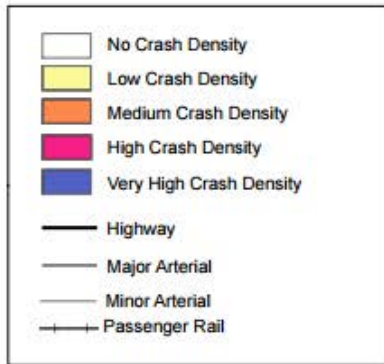 No Crash Density
Low Crash Density
Medium Crash Density
High Crash Density
Very High Crash Density
Highway
Major Arterial
Minor Arterial
Passenger Rail